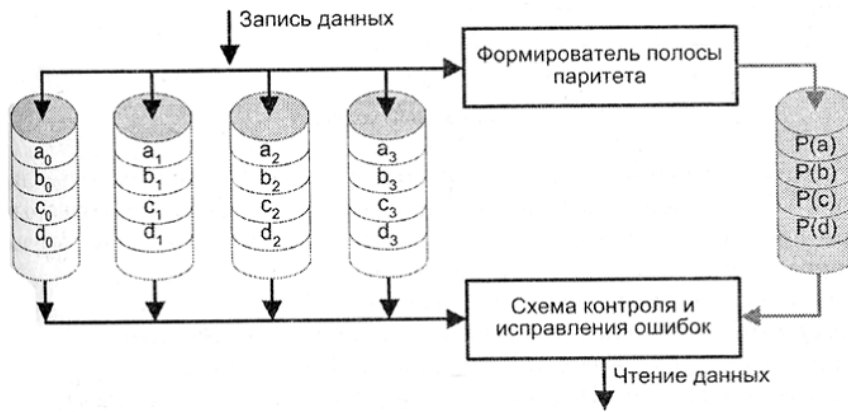 Запись данных
Формирователь полосы
паритета
a₀ a₁ a₂ a₃ P(a)
b₀ b₁ b₂ b₃ P(b)
c₀ c₁ c₂ c₃ P(c)
d₀ d₁ d₂ d₃ P(d)
Схема контроля и
исправления ошибок
Чтение данных